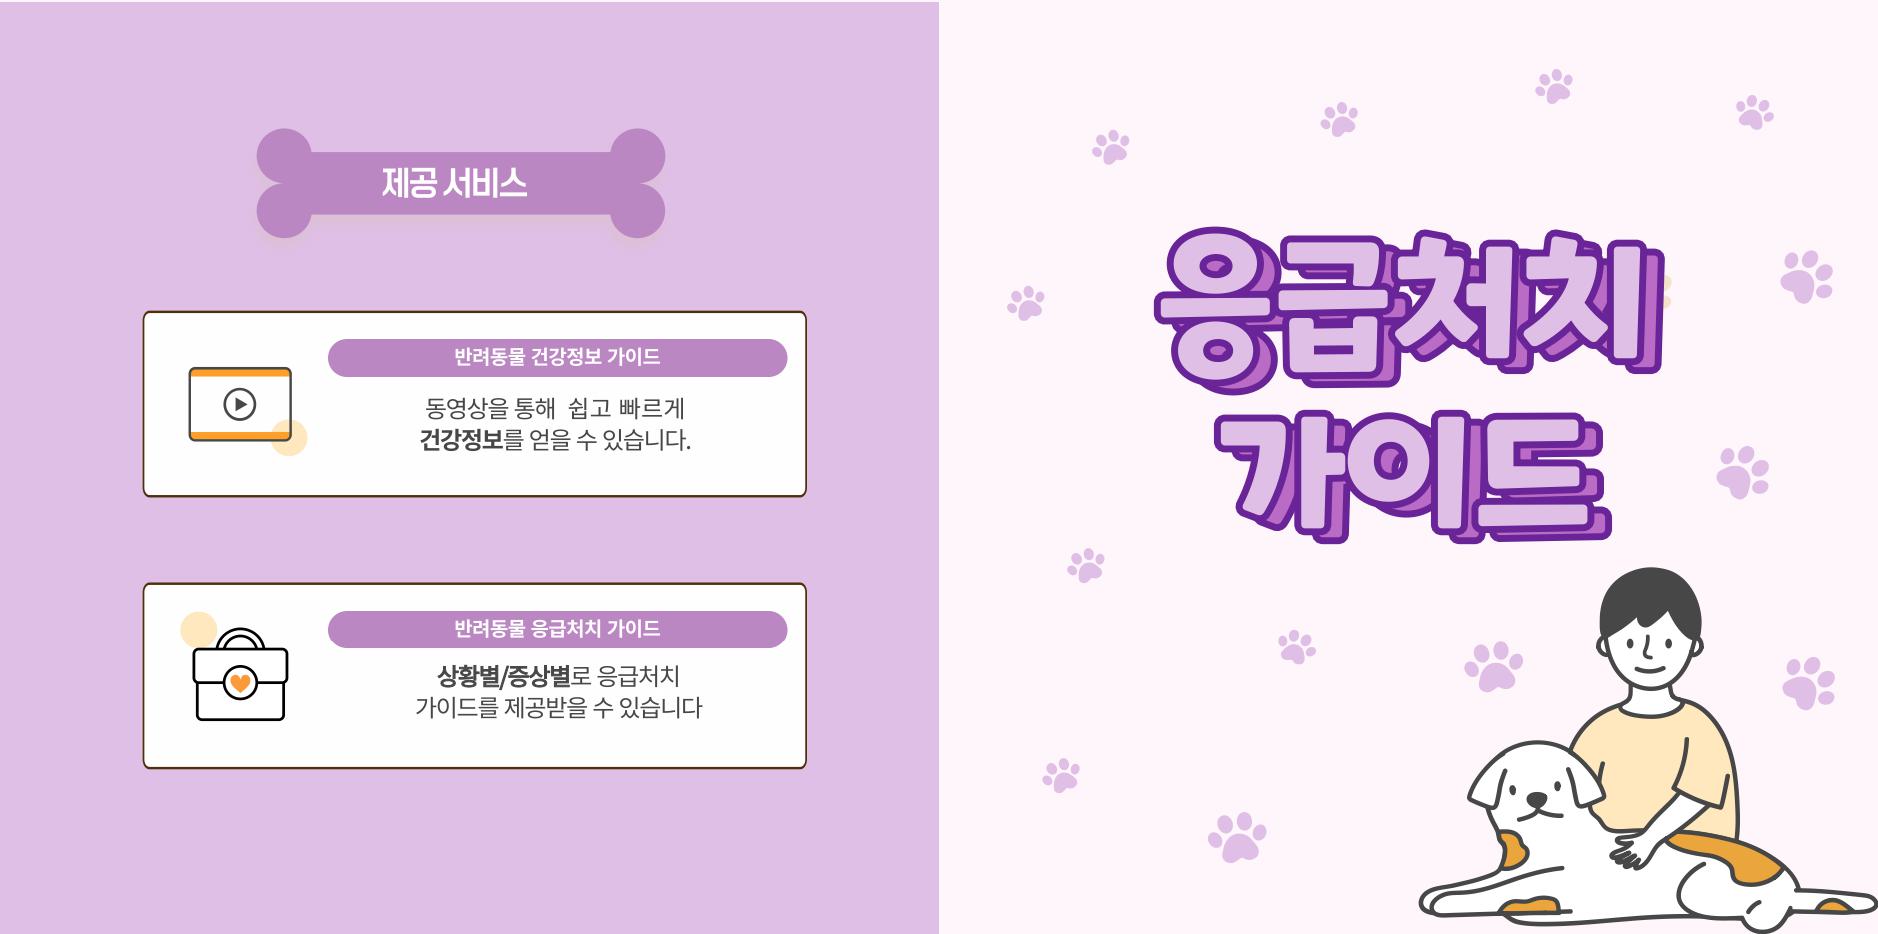 제공 서비스
반려동물 건강정보 가이드
동영상을 통해 쉽고 빠르게
건강정보를 얻을 수 있습니다.
반려동물 응급처치 가이드
상황별/증상별로 응급처치
가이드를 제공받을 수 있습니다
응급처치
가이드